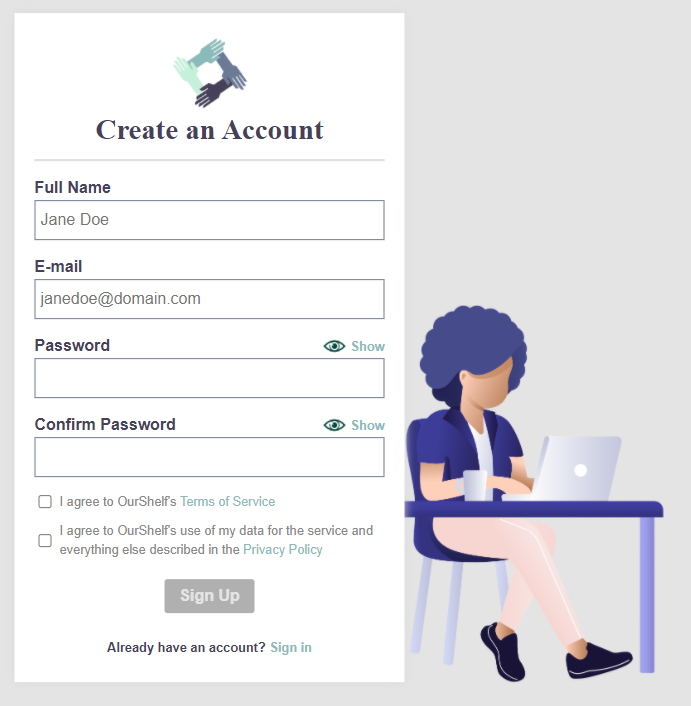 Create an Account
Full Name
Jane Doe
E-mail
janedoe@domain.com
Password
Show
Confirm Password
Show
I agree to OurShelf's Terms of Service
I agree to OurShelf's use of my data for the service and
everything else described in the Privacy Policy
Sign Up
Already have an account? Sign in